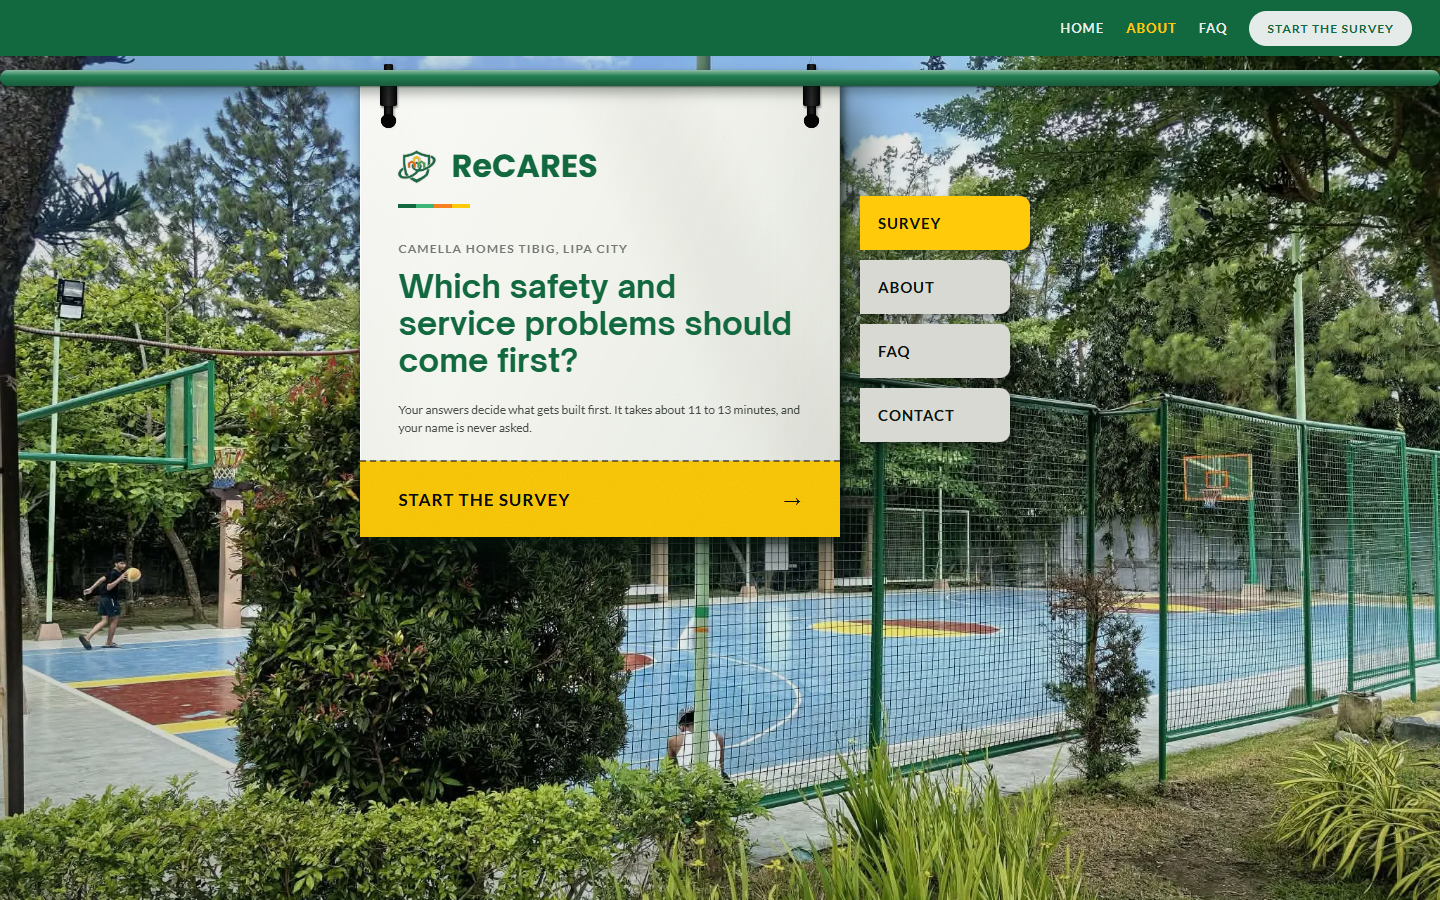 HOME ABOUT FAQ START THE SURVEY
ReCARES
CAMELLA HOMES TIBIG, LIPA CITY
Which safety and
service problems should
come first?
Your answers decide what gets built first. It takes about 11 to 13 minutes, and
your name is never asked.
START THE SURVEY →
SURVEY
ABOUT
FAQ
CONTACT